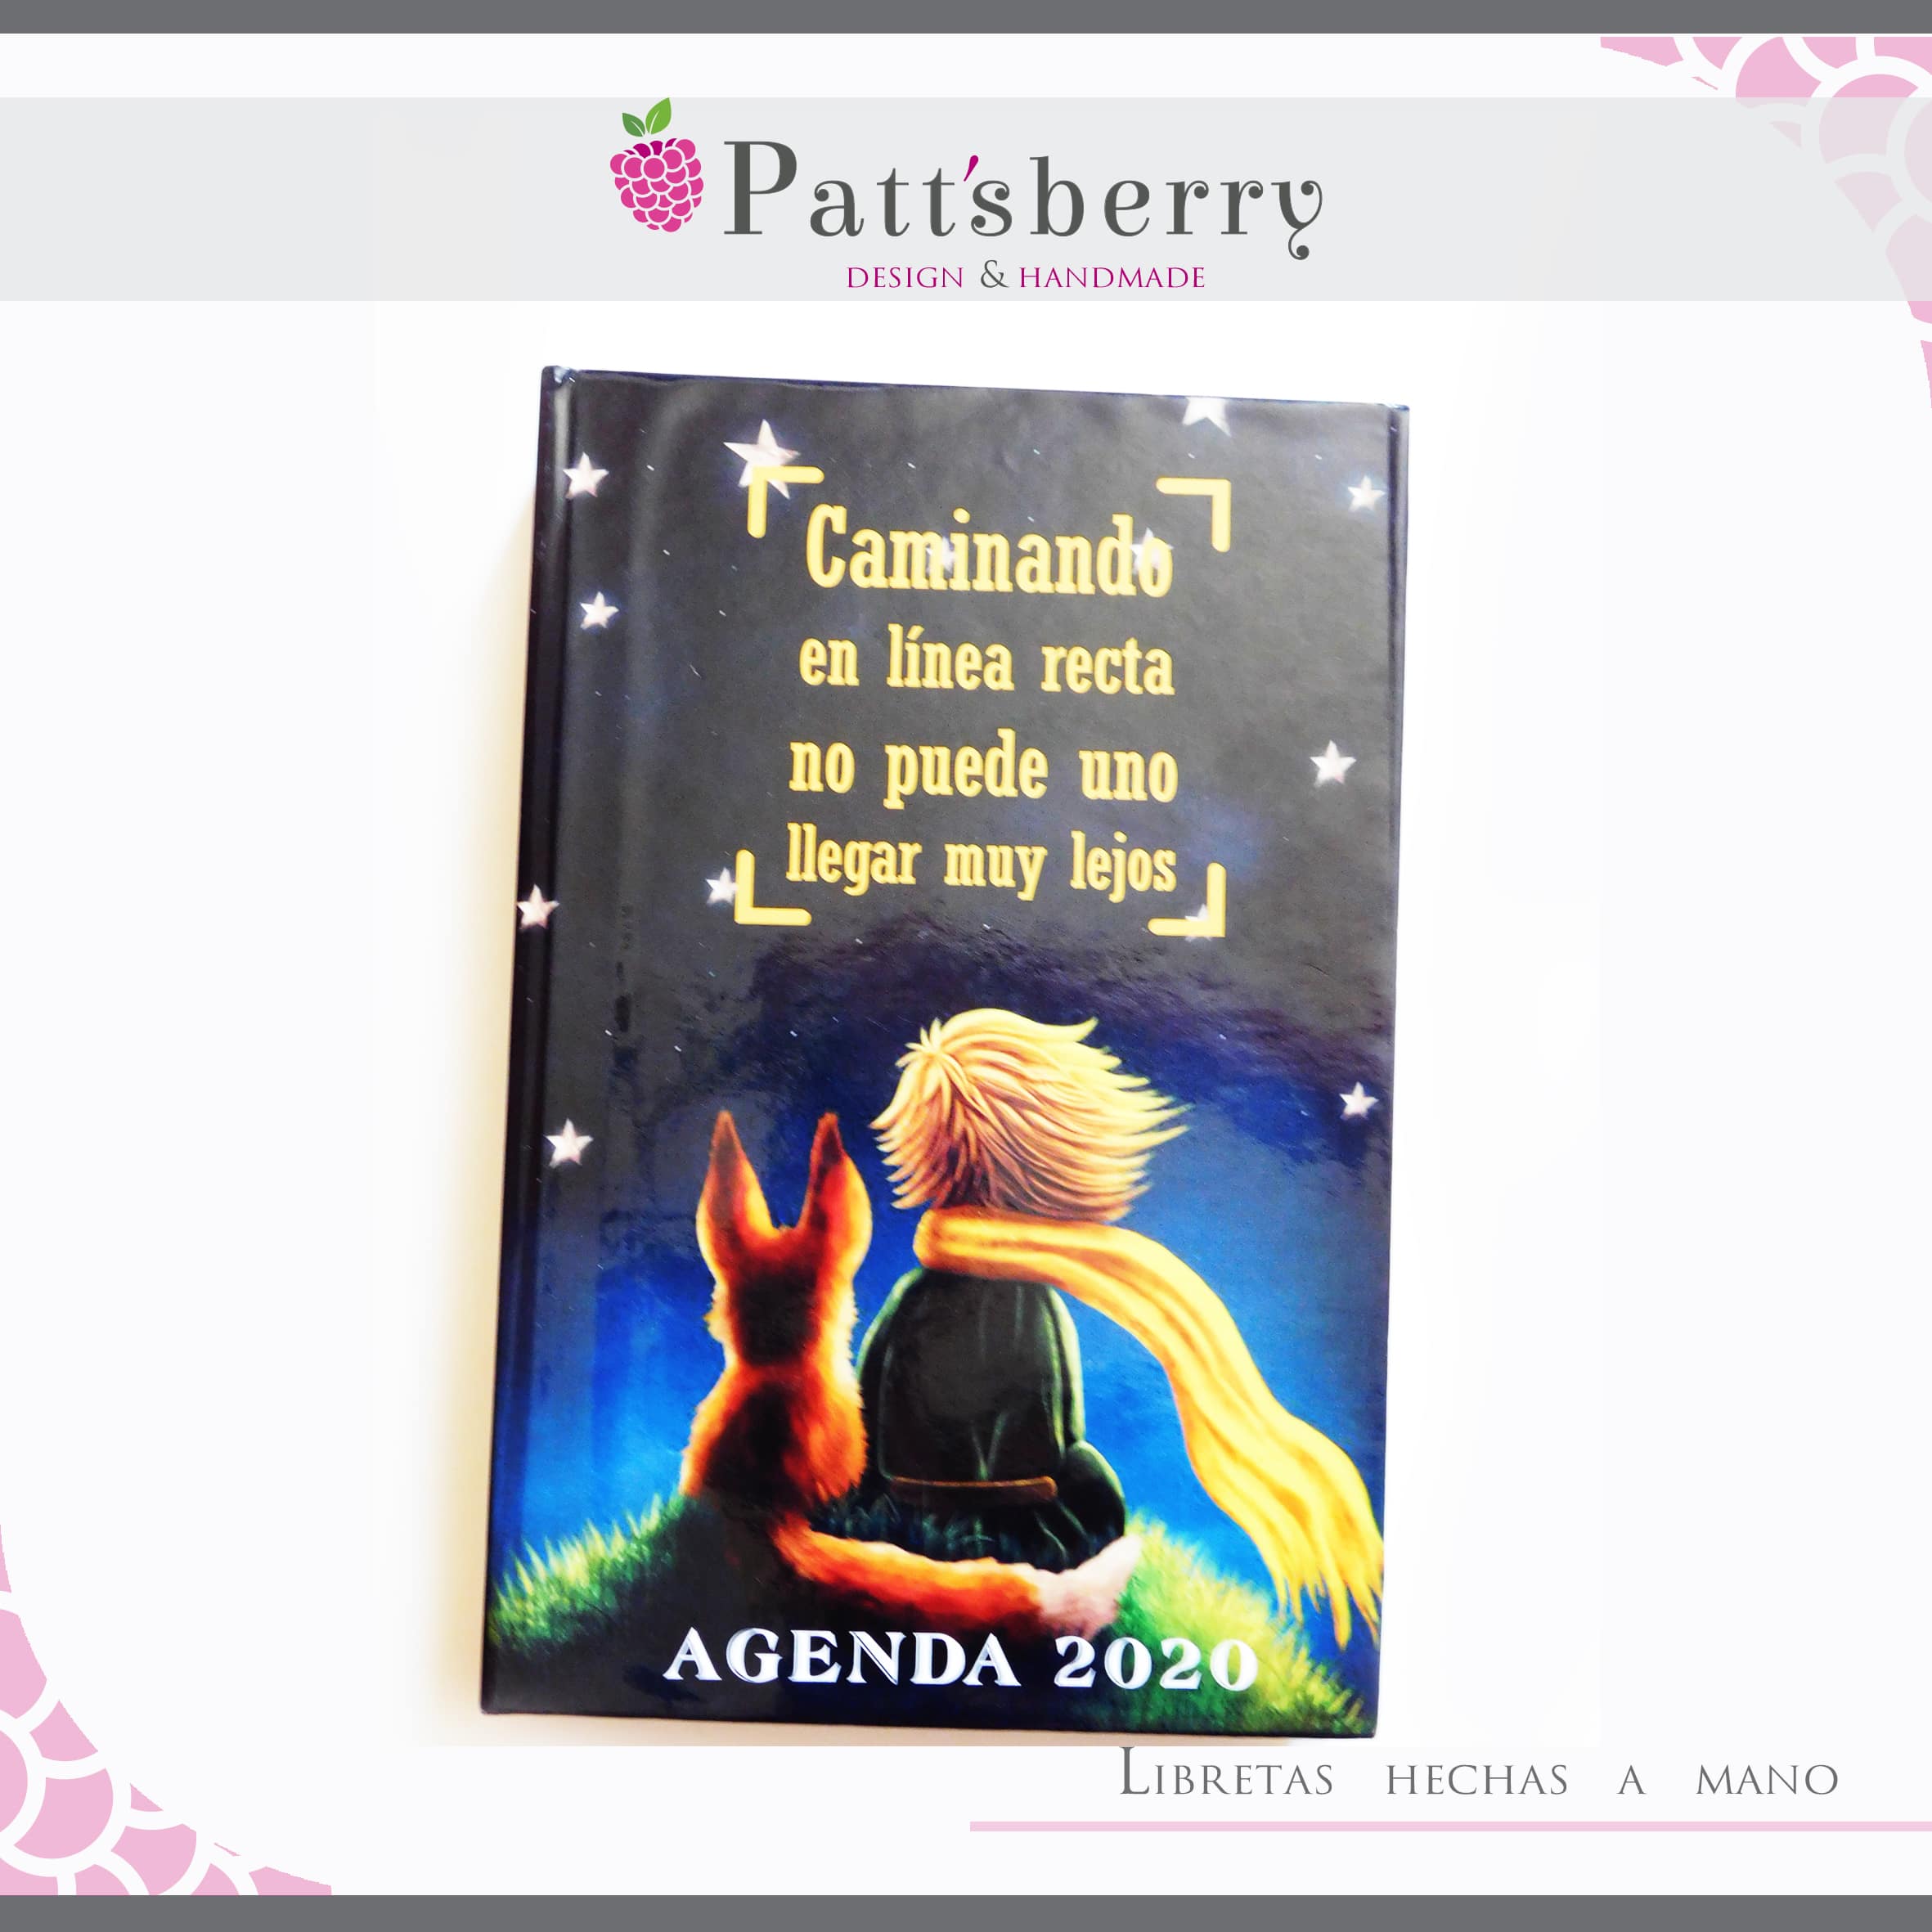 Patt'sberry
DESIGN & HANDMADE
Caminando
en línea recta
no puede uno
llegar muy lejos
AGENDA 2020
LIBRETAS HECHAS A MANO